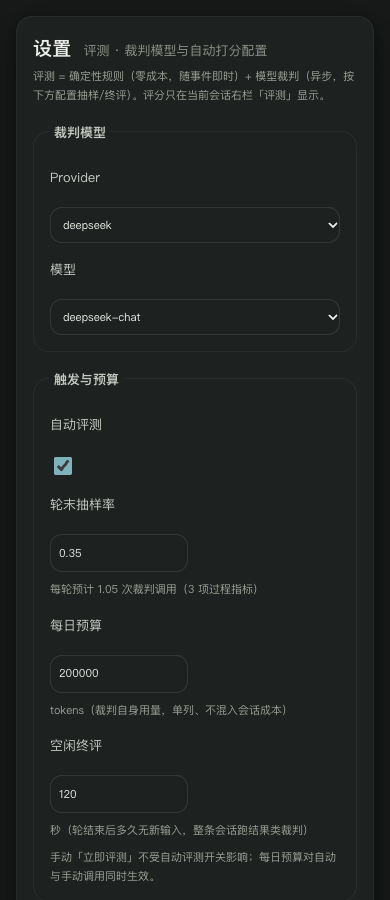 设置 评测 · 裁判模型与自动打分配置
评测 = 确定性规则（零成本，随事件即时）+ 模型裁判（异步，按
下方配置抽样/终评）。评分只在当前会话右栏「评测」显示。
裁判模型
Provider
deepseek
模型
deepseek-chat
触发与预算
自动评测
轮末抽样率
0.35
每轮预计 1.05 次裁判调用（3 项过程指标）
每日预算
200000
tokens（裁判自身用量，单列、不混入会话成本）
空闲终评
120
秒（轮结束后多久无新输入，整条会话跑结果类裁判）
手动「立即评测」不受自动评测开关影响；每日预算对自动
与手动调用同时生效。